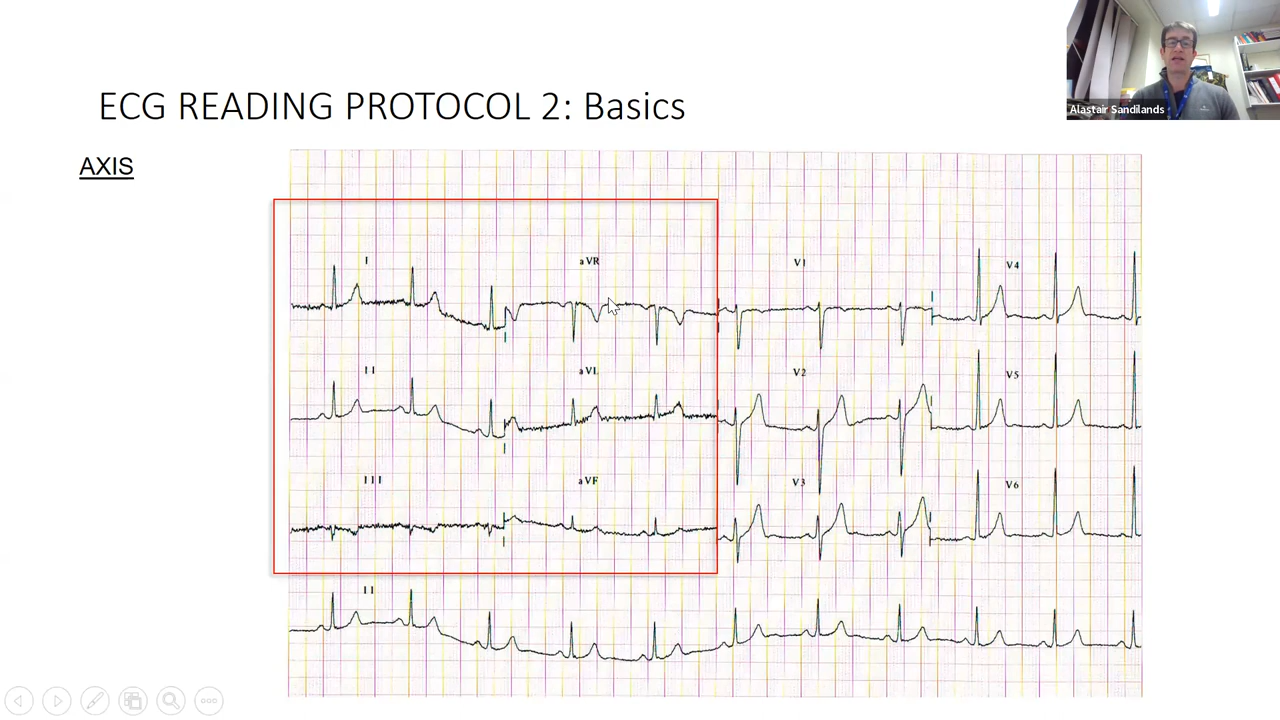 Alastair Sandilands
ECG READING PROTOCOL 2: Basics
AXIS
I
aVR
V1
V4
II
aVL
V2
V5
III
aVF
V3
V6
II